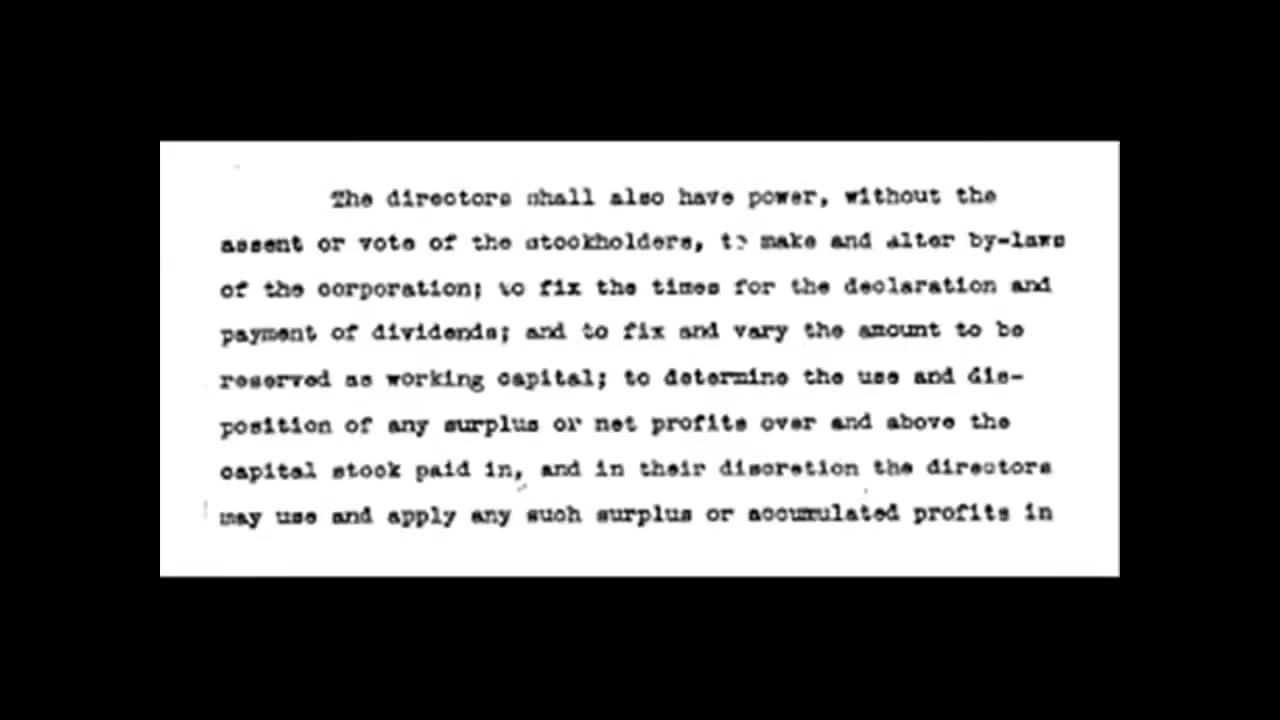 The directors shall also have power, without the
assent or vote of the stockholders, to make and alter by-laws
of the corporation; to fix the times for the declaration and
payment of dividends; and to fix and vary the amount to be
reserved as working capital; to determine the use and dis-
position of any surplus or net profits over and above the
capital stock paid in, and in their discretion the directors
may use and apply any such surplus or accumulated profits in